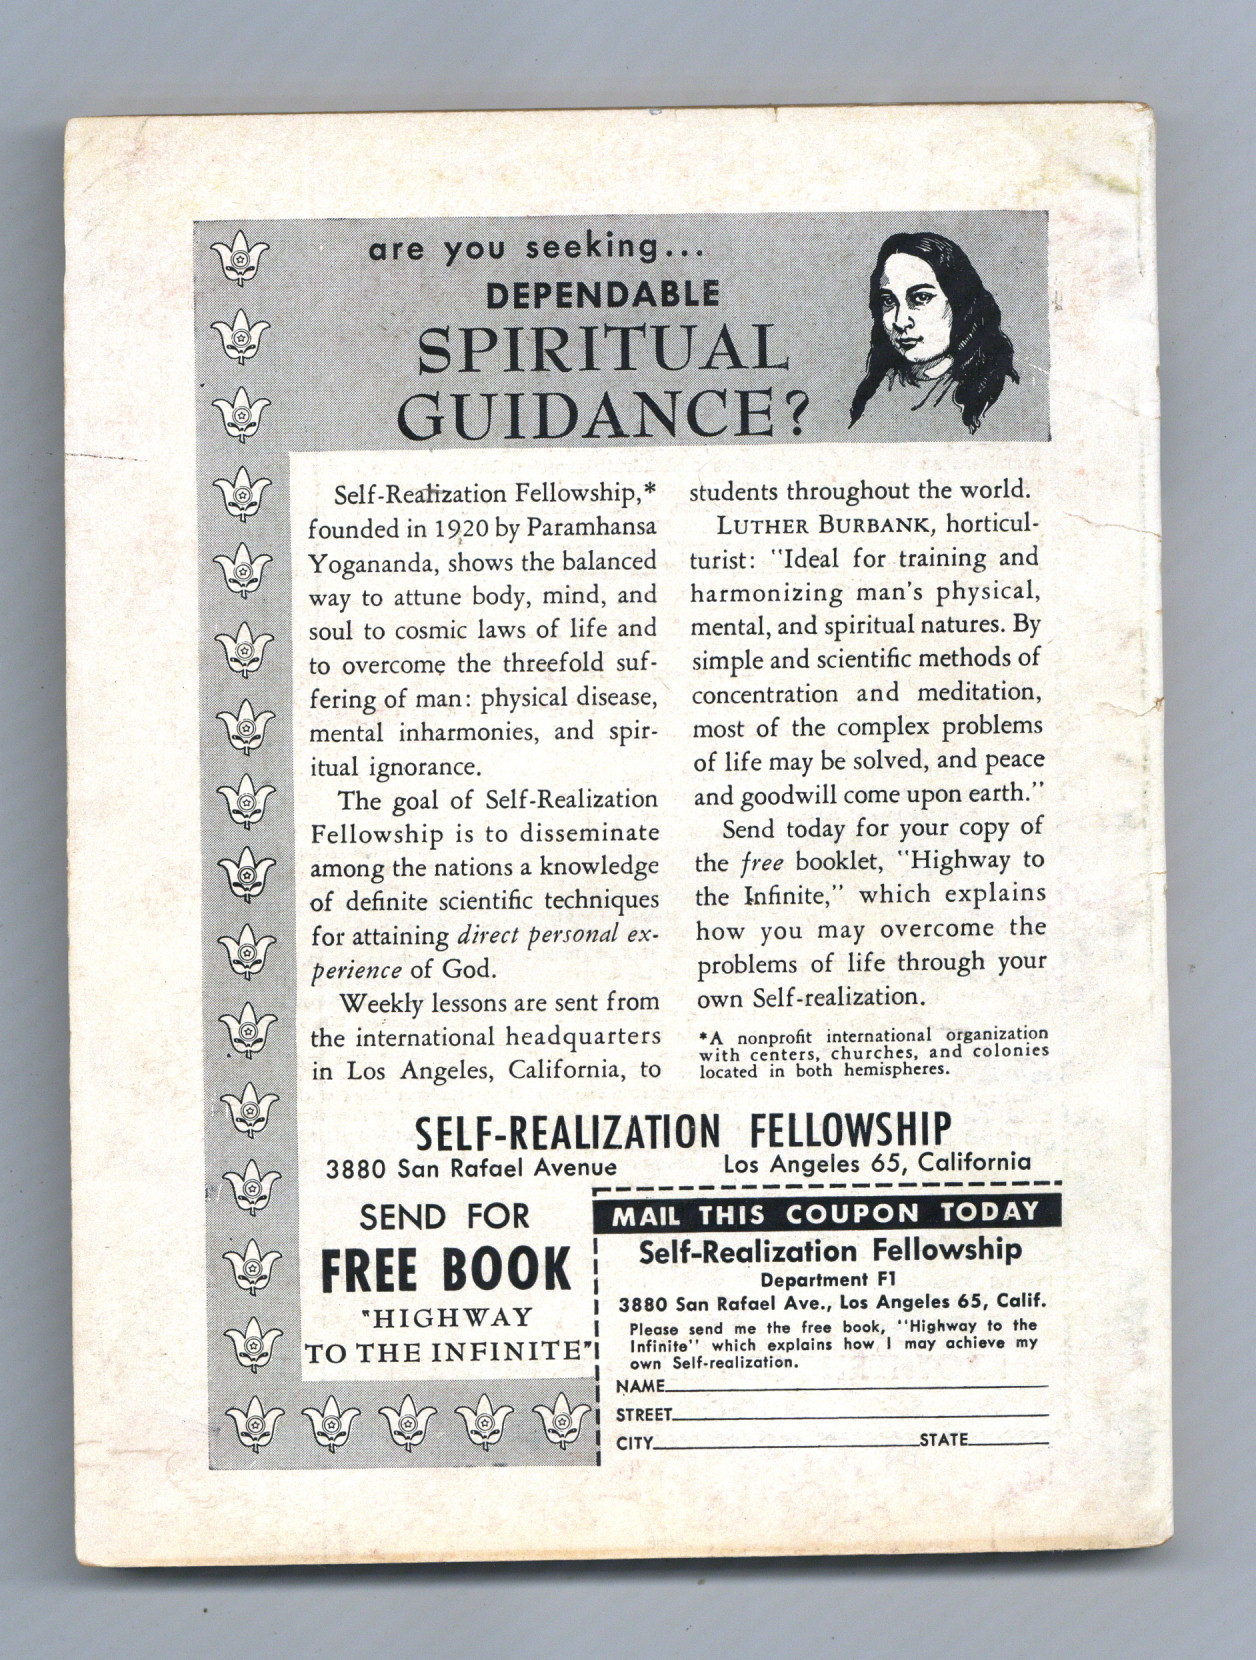 are you seeking...
DEPENDABLE
SPIRITUAL
GUIDANCE?
Self-Realization Fellowship,*
founded in 1920 by Paramhansa
Yogananda, shows the balanced
way to attune body, mind, and
soul to cosmic laws of life and
to overcome the threefold suf-
fering of man: physical disease,
mental inharmonies, and spir-
itual ignorance.
The goal of Self-Realization
Fellowship is to disseminate
among the nations a knowledge
of definite scientific techniques
for attaining direct personal ex-
perience of God.
Weekly lessons are sent from
the international headquarters
in Los Angeles, California, to
students throughout the world.
LUTHER BURBANK, horticul-
turist: "Ideal for training and
harmonizing man's physical,
mental, and spiritual natures. By
simple and scientific methods of
concentration and meditation,
most of the complex problems
of life may be solved, and peace
and goodwill come upon earth."
Send today for your copy of
the free booklet, "Highway to
the Infinite," which explains
how you may overcome the
problems of life through your
own Self-realization.
*A nonprofit international organization
with centers, churches, and colonies
located in both hemispheres.
SELF-REALIZATION FELLOWSHIP
3880 San Rafael Avenue Los Angeles 65, California
SEND FOR
FREE BOOK
"HIGHWAY
TO THE INFINITE"
MAIL THIS COUPON TODAY
Self-Realization Fellowship
Department F1
3880 San Rafael Ave., Los Angeles 65, Calif.
Please send me the free book, "Highway to the
Infinite" which explains how I may achieve my
own Self-realization.
NAME
STREET
CITY STATE